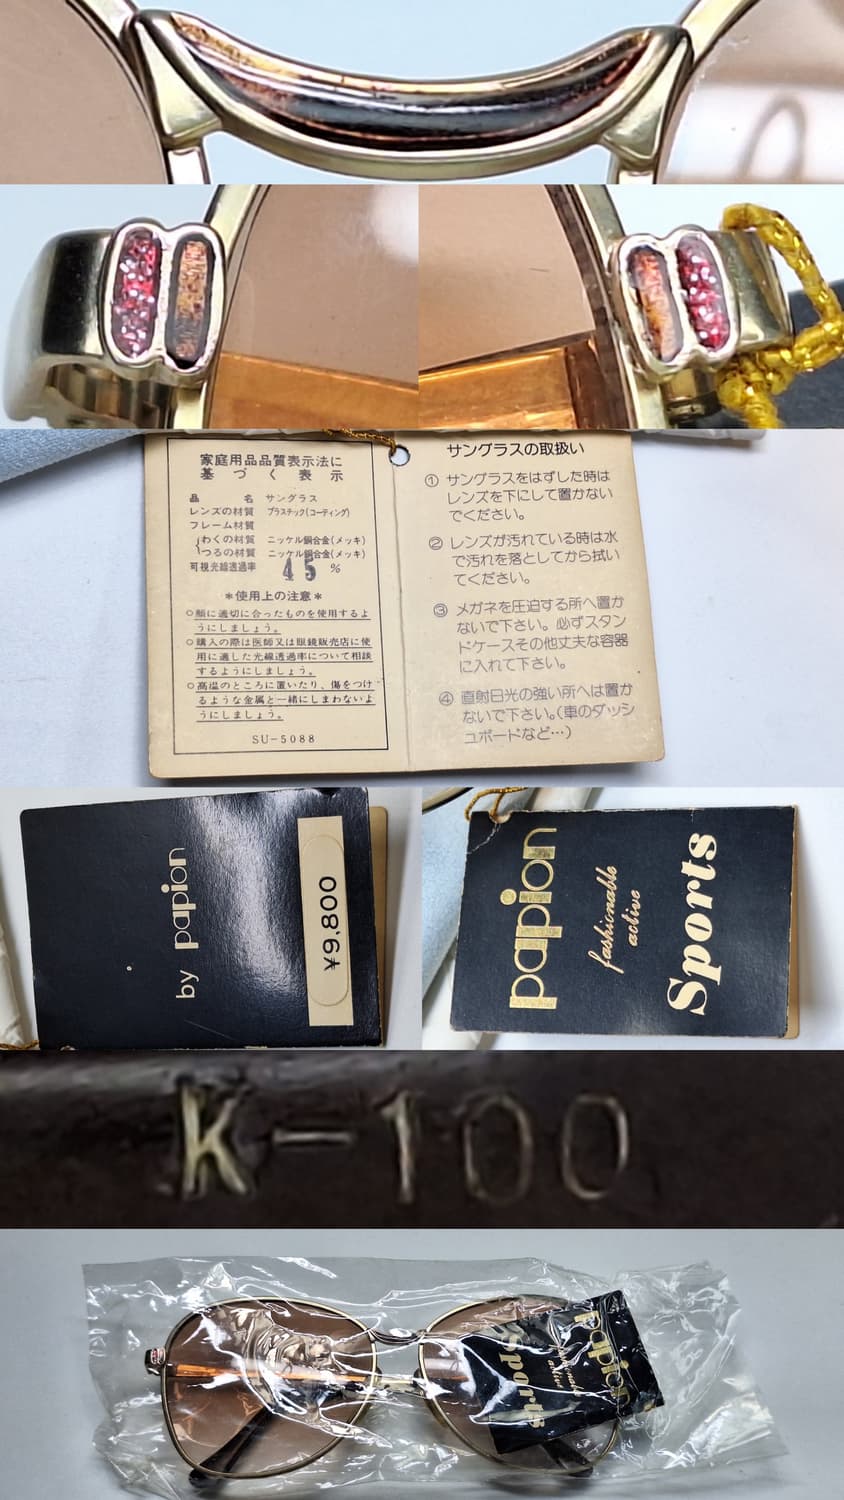 家庭用品品質表示法に
基づく表示
品名 サングラス
レンズの材質 プラスチック(コーティング)
フレーム材質
わくの材質 ニッケル銅合金(メッキ)
つるの材質 ニッケル銅合金(メッキ)
可視光線透過率 45 %
＊使用上の注意＊
○顔に適切に合ったものを使用するよ
うにしましょう。
○購入の際は医師又は眼鏡販売店に使
用に適した光線透過率について相談
するようにしましょう。
○高温のところに置いたり、傷をつけ
るような金属と一緒にしまわないよ
うにしましょう。
SU-5088
サングラスの取扱い
① サングラスをはずした時は
レンズを下にして置かない
でください。
② レンズが汚れている時は水
で汚れを落としてから拭い
てください。
③ メガネを圧迫する所へ置か
ないで下さい。必ずスタン
ドケースその他丈夫な容器
に入れて下さい。
④ 直射日光の強い所へは置か
ないで下さい。(車のダッシ
ュボードなど…)
by papion
¥9,800
papion
fashionable
active
Sports
K-100
papion
fashionable
active
Sports